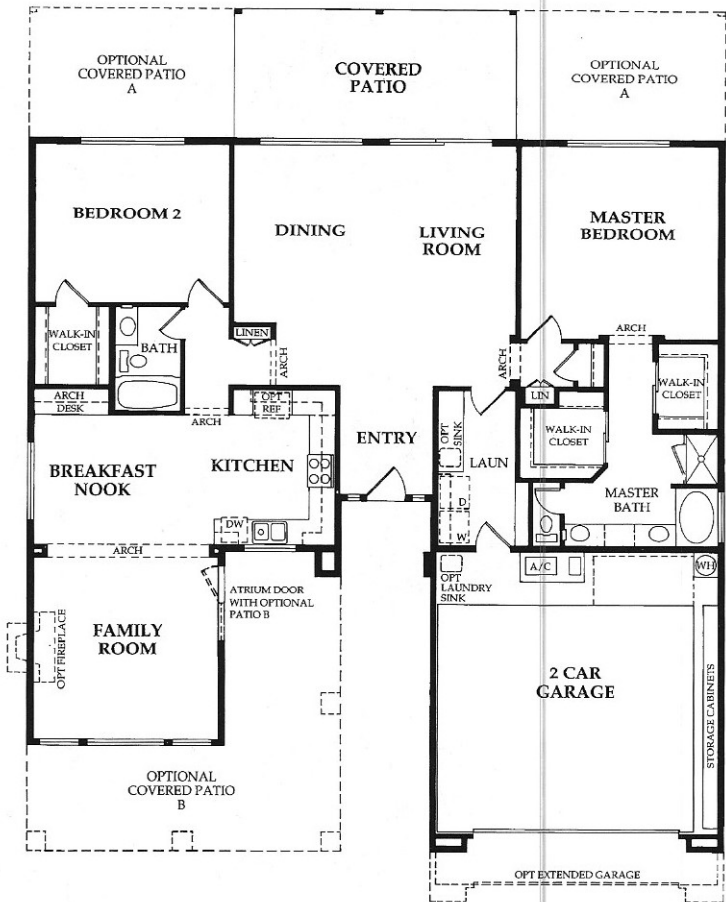 OPTIONAL
COVERED PATIO
A
COVERED
PATIO
OPTIONAL
COVERED PATIO
A
BEDROOM 2
DINING
LIVING
ROOM
MASTER
BEDROOM
WALK-IN
CLOSET
BATH
LINEN
ARCH
ARCH
ARCH
LIN
WALK-IN
CLOSET
ARCH
DESK
ARCH
OPT
REF
ENTRY
OPT
SINK
LAUN
WALK-IN
CLOSET
BREAKFAST
NOOK
KITCHEN
DW
D
W
MASTER
BATH
ARCH
ATRIUM DOOR
WITH OPTIONAL
PATIO B
OPT
LAUNDRY
SINK
A/C
WH
FAMILY
ROOM
OPT FIREPLACE
2 CAR
GARAGE
STORAGE CABINETS
OPTIONAL
COVERED PATIO
B
OPT EXTENDED GARAGE